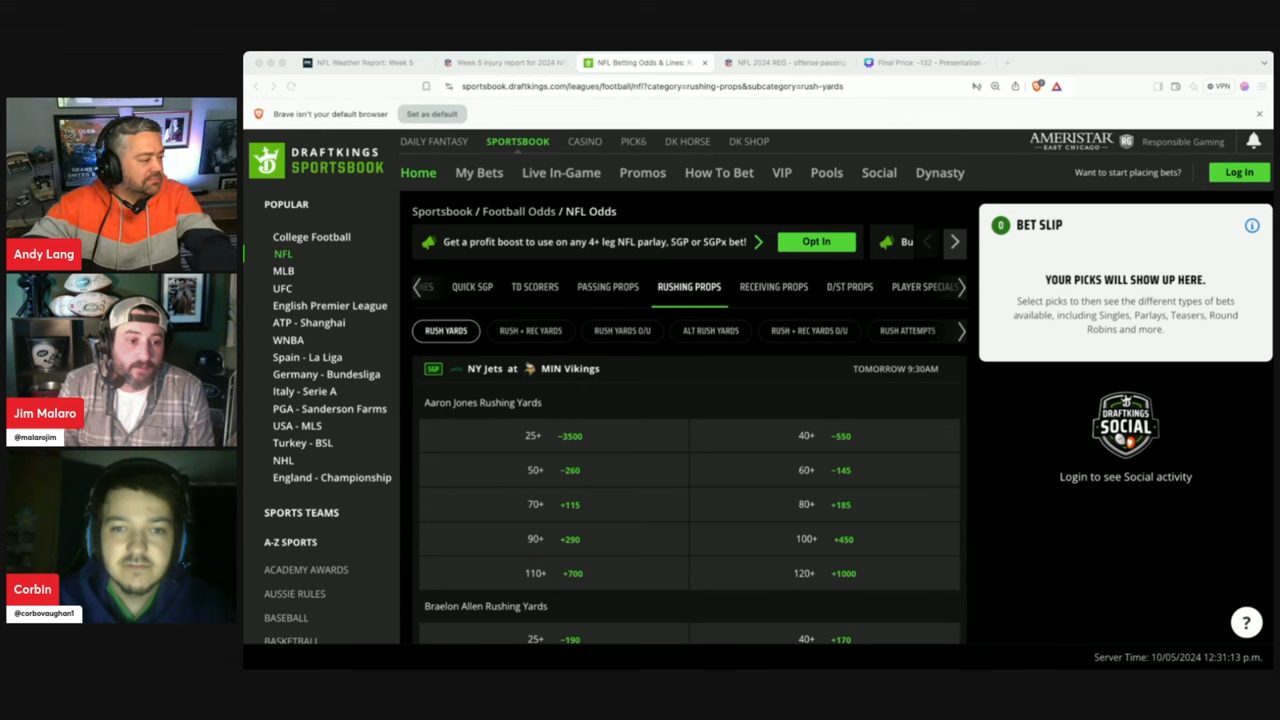 NFL Weather Report: Week 5
Week 5 injury report for 2024 NF
NFL Betting Odds & Lines: Ru
NFL 2024 REG - offense passing
Final Price: -132 - Presentation -
sportsbook.draftkings.com/leagues/football/nfl?category=rushing-props&subcategory=rush-yards
VPN
Brave isn't your default browser
Set as default
DRAFTKINGS
SPORTSBOOK
DAILY FANTASY
SPORTSBOOK
CASINO
PICK6
DK HORSE
DK SHOP
AMERISTAR
EAST CHICAGO
RG
Responsible Gaming
Home
My Bets
Live In-Game
Promos
How To Bet
VIP
Pools
Social
Dynasty
Want to start placing bets?
Log In
POPULAR
College Football
NFL
MLB
UFC
English Premier League
ATP - Shanghai
WNBA
Spain - La Liga
Germany - Bundesliga
Italy - Serie A
PGA - Sanderson Farms
USA - MLS
Turkey - BSL
NHL
England - Championship
SPORTS TEAMS
A-Z SPORTS
ACADEMY AWARDS
AUSSIE RULES
BASEBALL
BASKETBALL
Sportsbook / Football Odds / NFL Odds
Get a profit boost to use on any 4+ leg NFL parlay, SGP or SGPx bet!
Opt In
Bu
NES
QUICK SGP
TD SCORERS
PASSING PROPS
RUSHING PROPS
RECEIVING PROPS
D/ST PROPS
PLAYER SPECIALS
RUSH YARDS
RUSH + REC YARDS
RUSH YARDS O/U
ALT RUSH YARDS
RUSH + REC YARDS O/U
RUSH ATTEMPTS
SGP
NY Jets at MIN Vikings
TOMORROW 9:30AM
Aaron Jones Rushing Yards
25+ −3500 40+ −550
50+ −260 60+ −145
70+ +115 80+ +185
90+ +290 100+ +450
110+ +700 120+ +1000
Braelon Allen Rushing Yards
25+ −190 40+ +170
0 BET SLIP
YOUR PICKS WILL SHOW UP HERE.
Select picks to then see the different types of bets
available, including Singles, Parlays, Teasers, Round
Robins and more.
DRAFTKINGS
SOCIAL
Login to see Social activity
?
Server Time: 10/05/2024 12:31:13 p.m.
Andy Lang
Jim Malaro
@malarojim
Corbin
@corbovaughan1